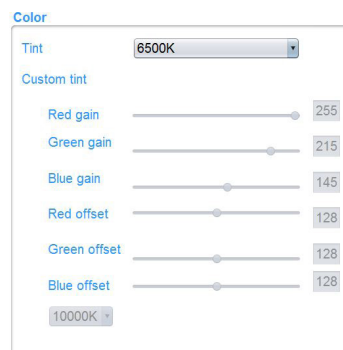 Color
Tint 6500K
Custom tint
Red gain 255
Green gain 215
Blue gain 145
Red offset 128
Green offset 128
Blue offset 128
10000K